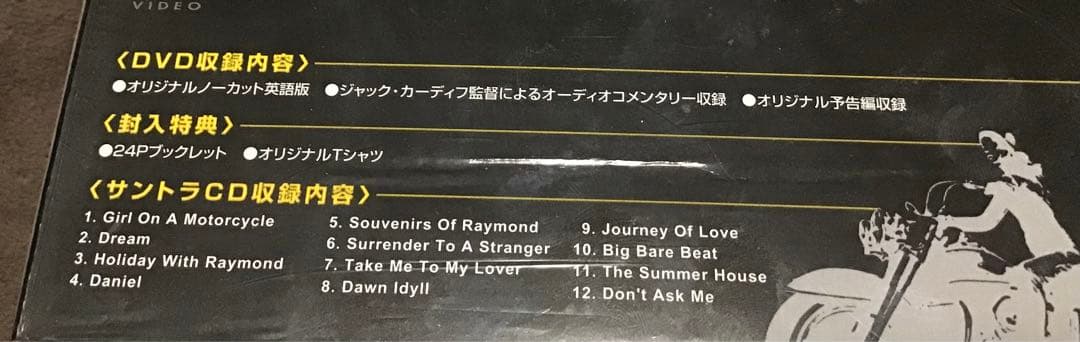 VIDEO
〈DVD収録内容〉
●オリジナルノーカット英語版 ●ジャック・カーディフ監督によるオーディオコメンタリー収録 ●オリジナル予告編収録
〈封入特典〉
●24Pブックレット ●オリジナルTシャツ
〈サントラCD収録内容〉
1. Girl On A Motorcycle
2. Dream
3. Holiday With Raymond
4. Daniel
5. Souvenirs Of Raymond
6. Surrender To A Stranger
7. Take Me To My Lover
8. Dawn Idyll
9. Journey Of Love
10. Big Bare Beat
11. The Summer House
12. Don't Ask Me